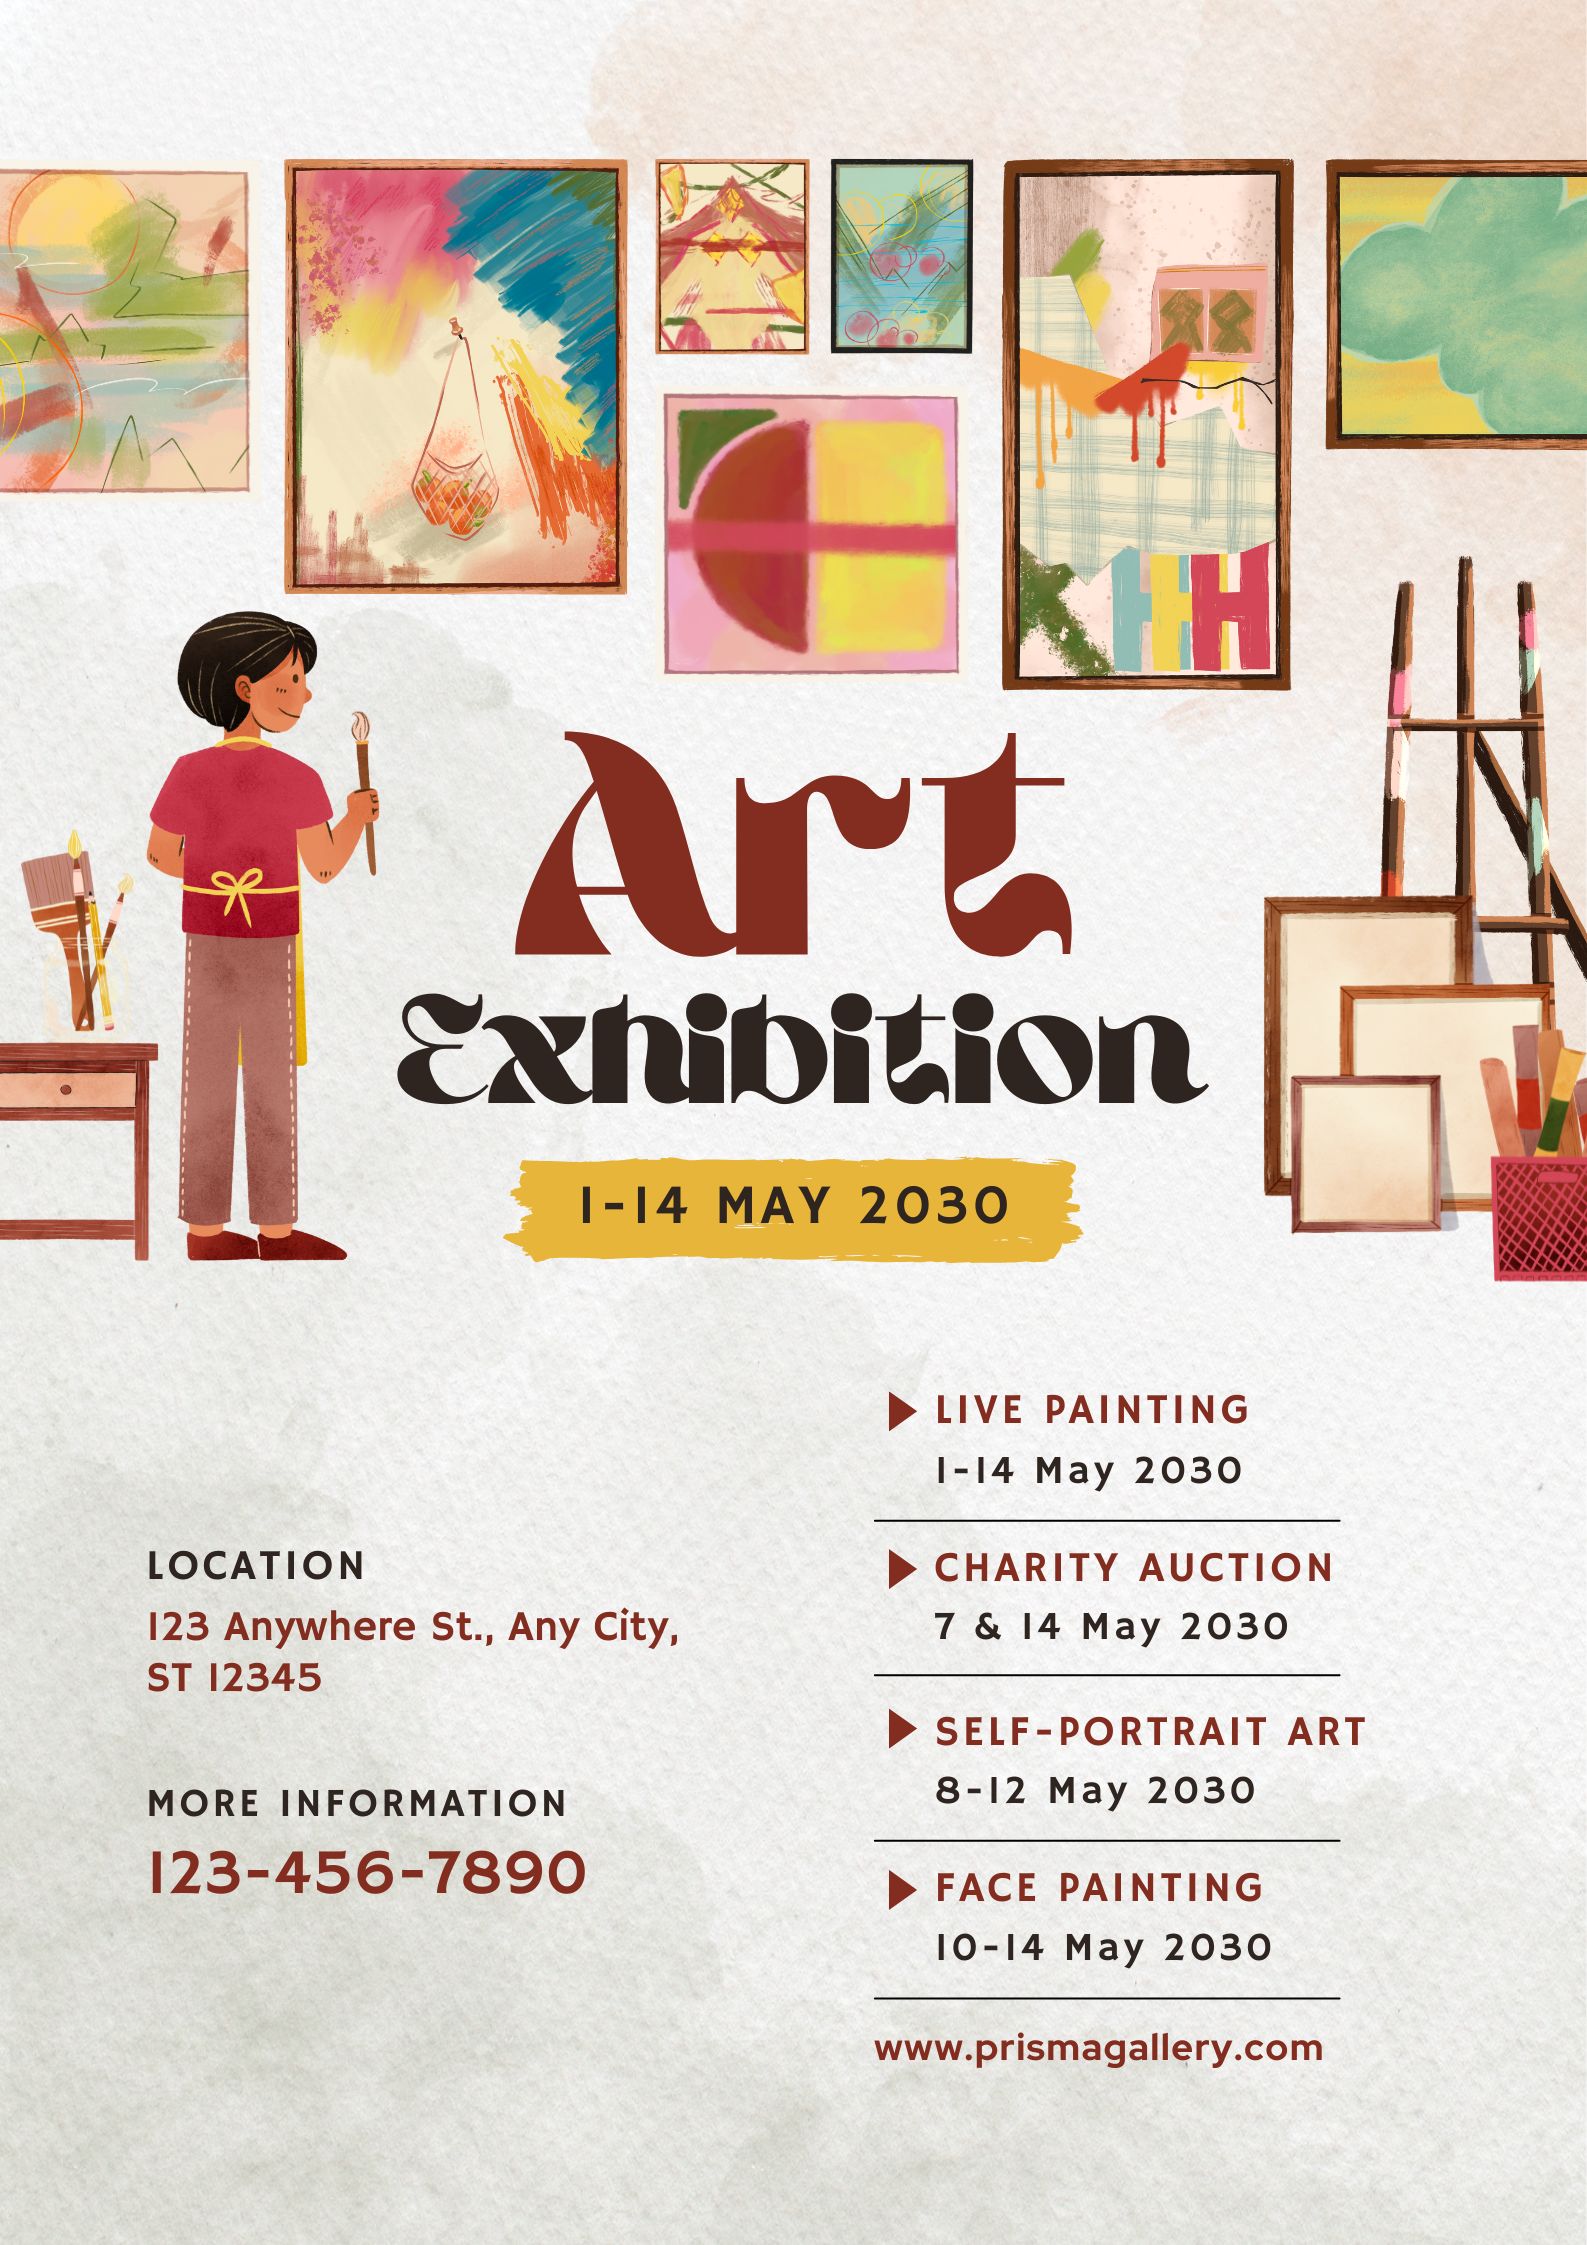 Art
Exhibition
1-14 MAY 2030
LOCATION
123 Anywhere St., Any City,
ST 12345
MORE INFORMATION
123-456-7890
LIVE PAINTING
1-14 May 2030
CHARITY AUCTION
7 & 14 May 2030
SELF-PORTRAIT ART
8-12 May 2030
FACE PAINTING
10-14 May 2030
www.prismagallery.com